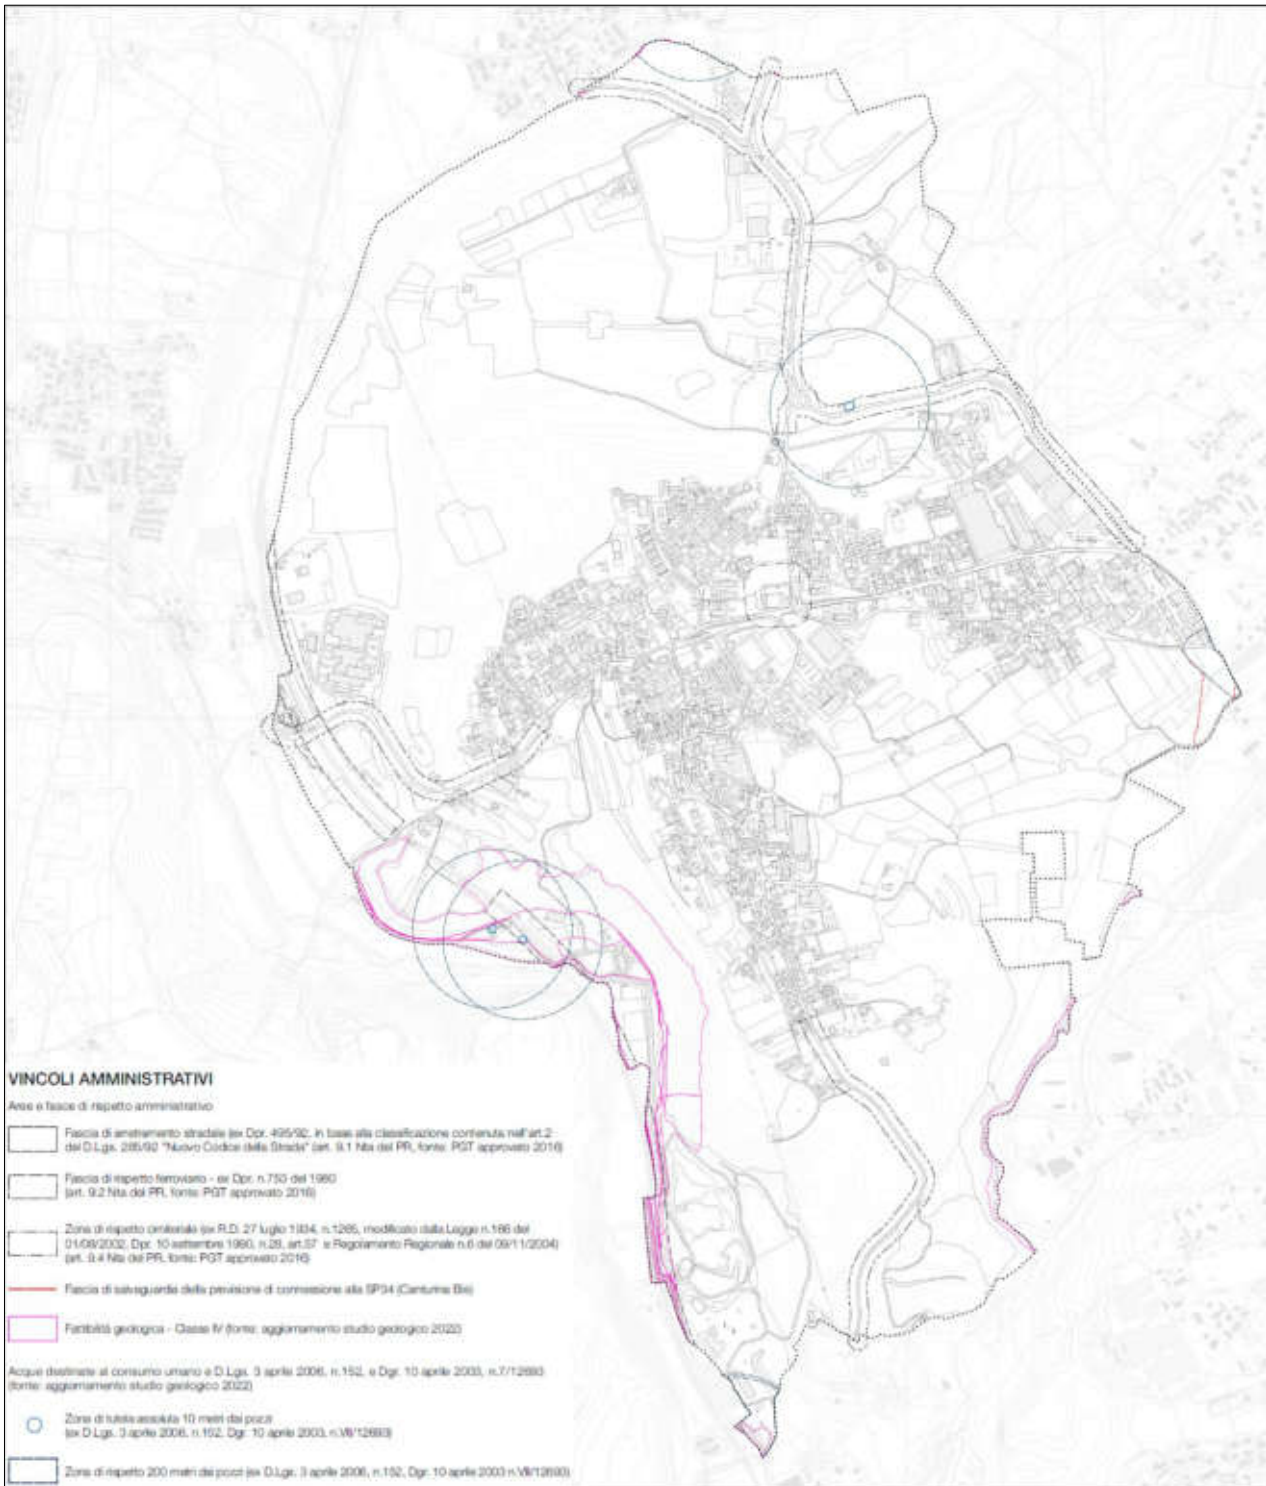 VINCOLI AMMINISTRATIVI
Aree e fasce di rispetto amministrativo
Fascia di arretramento stradale (ex Dpr. 495/92, in base alla classificazione contenuta nell'art.2
del D.Lgs. 285/92 "Nuovo Codice della Strada" (art. 9.1 Nta del PR, fonte: PGT approvato 2016)
Fascia di rispetto ferroviario - ex Dpr. n.753 del 1980
(art. 9.2 Nta del PR, fonte: PGT approvato 2016)
Zona di rispetto cimiteriale (ex R.D. 27 luglio 1934, n.1265, modificato dalla Legge n.166 del
01/08/2002, Dpr. 10 settembre 1990, n.28, art.57 e Regolamento Regionale n.6 del 09/11/2004)
(art. 9.4 Nta del PR, fonte: PGT approvato 2016)
Fascia di salvaguardia della previsione di connessione alla SP34 (Canturina Bis)
Fattibilità geologica - Classe IV (fonte: aggiornamento studio geologico 2022)
Acque destinate al consumo umano e D.Lgs. 3 aprile 2006, n.152, e Dgr. 10 aprile 2003, n.7/12693
(fonte: aggiornamento studio geologico 2022)
Zona di tutela assoluta 10 metri dai pozzi
(ex D.Lgs. 3 aprile 2006, n.152, Dgr. 10 aprile 2003, n.VII/12693)
Zona di rispetto 200 metri dai pozzi (ex D.Lgs. 3 aprile 2006, n.152, Dgr. 10 aprile 2003 n.VII/12693)